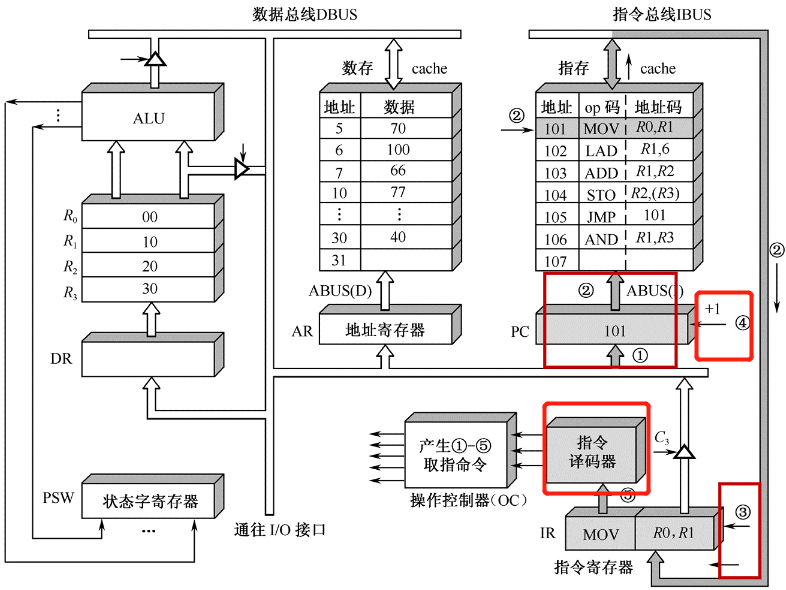 数据总线DBUS
指令总线IBUS
数存 cache
指存 cache
ALU
地址 数据
5 70
6 100
7 66
10 77
⋮ ⋮
30 40
31
地址 op 码 地址码
②
101 MOV R0,R1
102 LAD R1,6
103 ADD R1,R2
104 STO R2,(R3)
105 JMP 101
106 AND R1,R3
107
②
R0 00
R1 10
R2 20
R3 30
ABUS(D)
② ABUS(I)
AR 地址寄存器
PC 101
+1
④
①
DR
产生①-⑤
取指命令
操作控制器(OC)
指令
译码器
C3
⑤
PSW 状态字寄存器
...
通往 I/O 接口
IR MOV R0,R1
③
指令寄存器